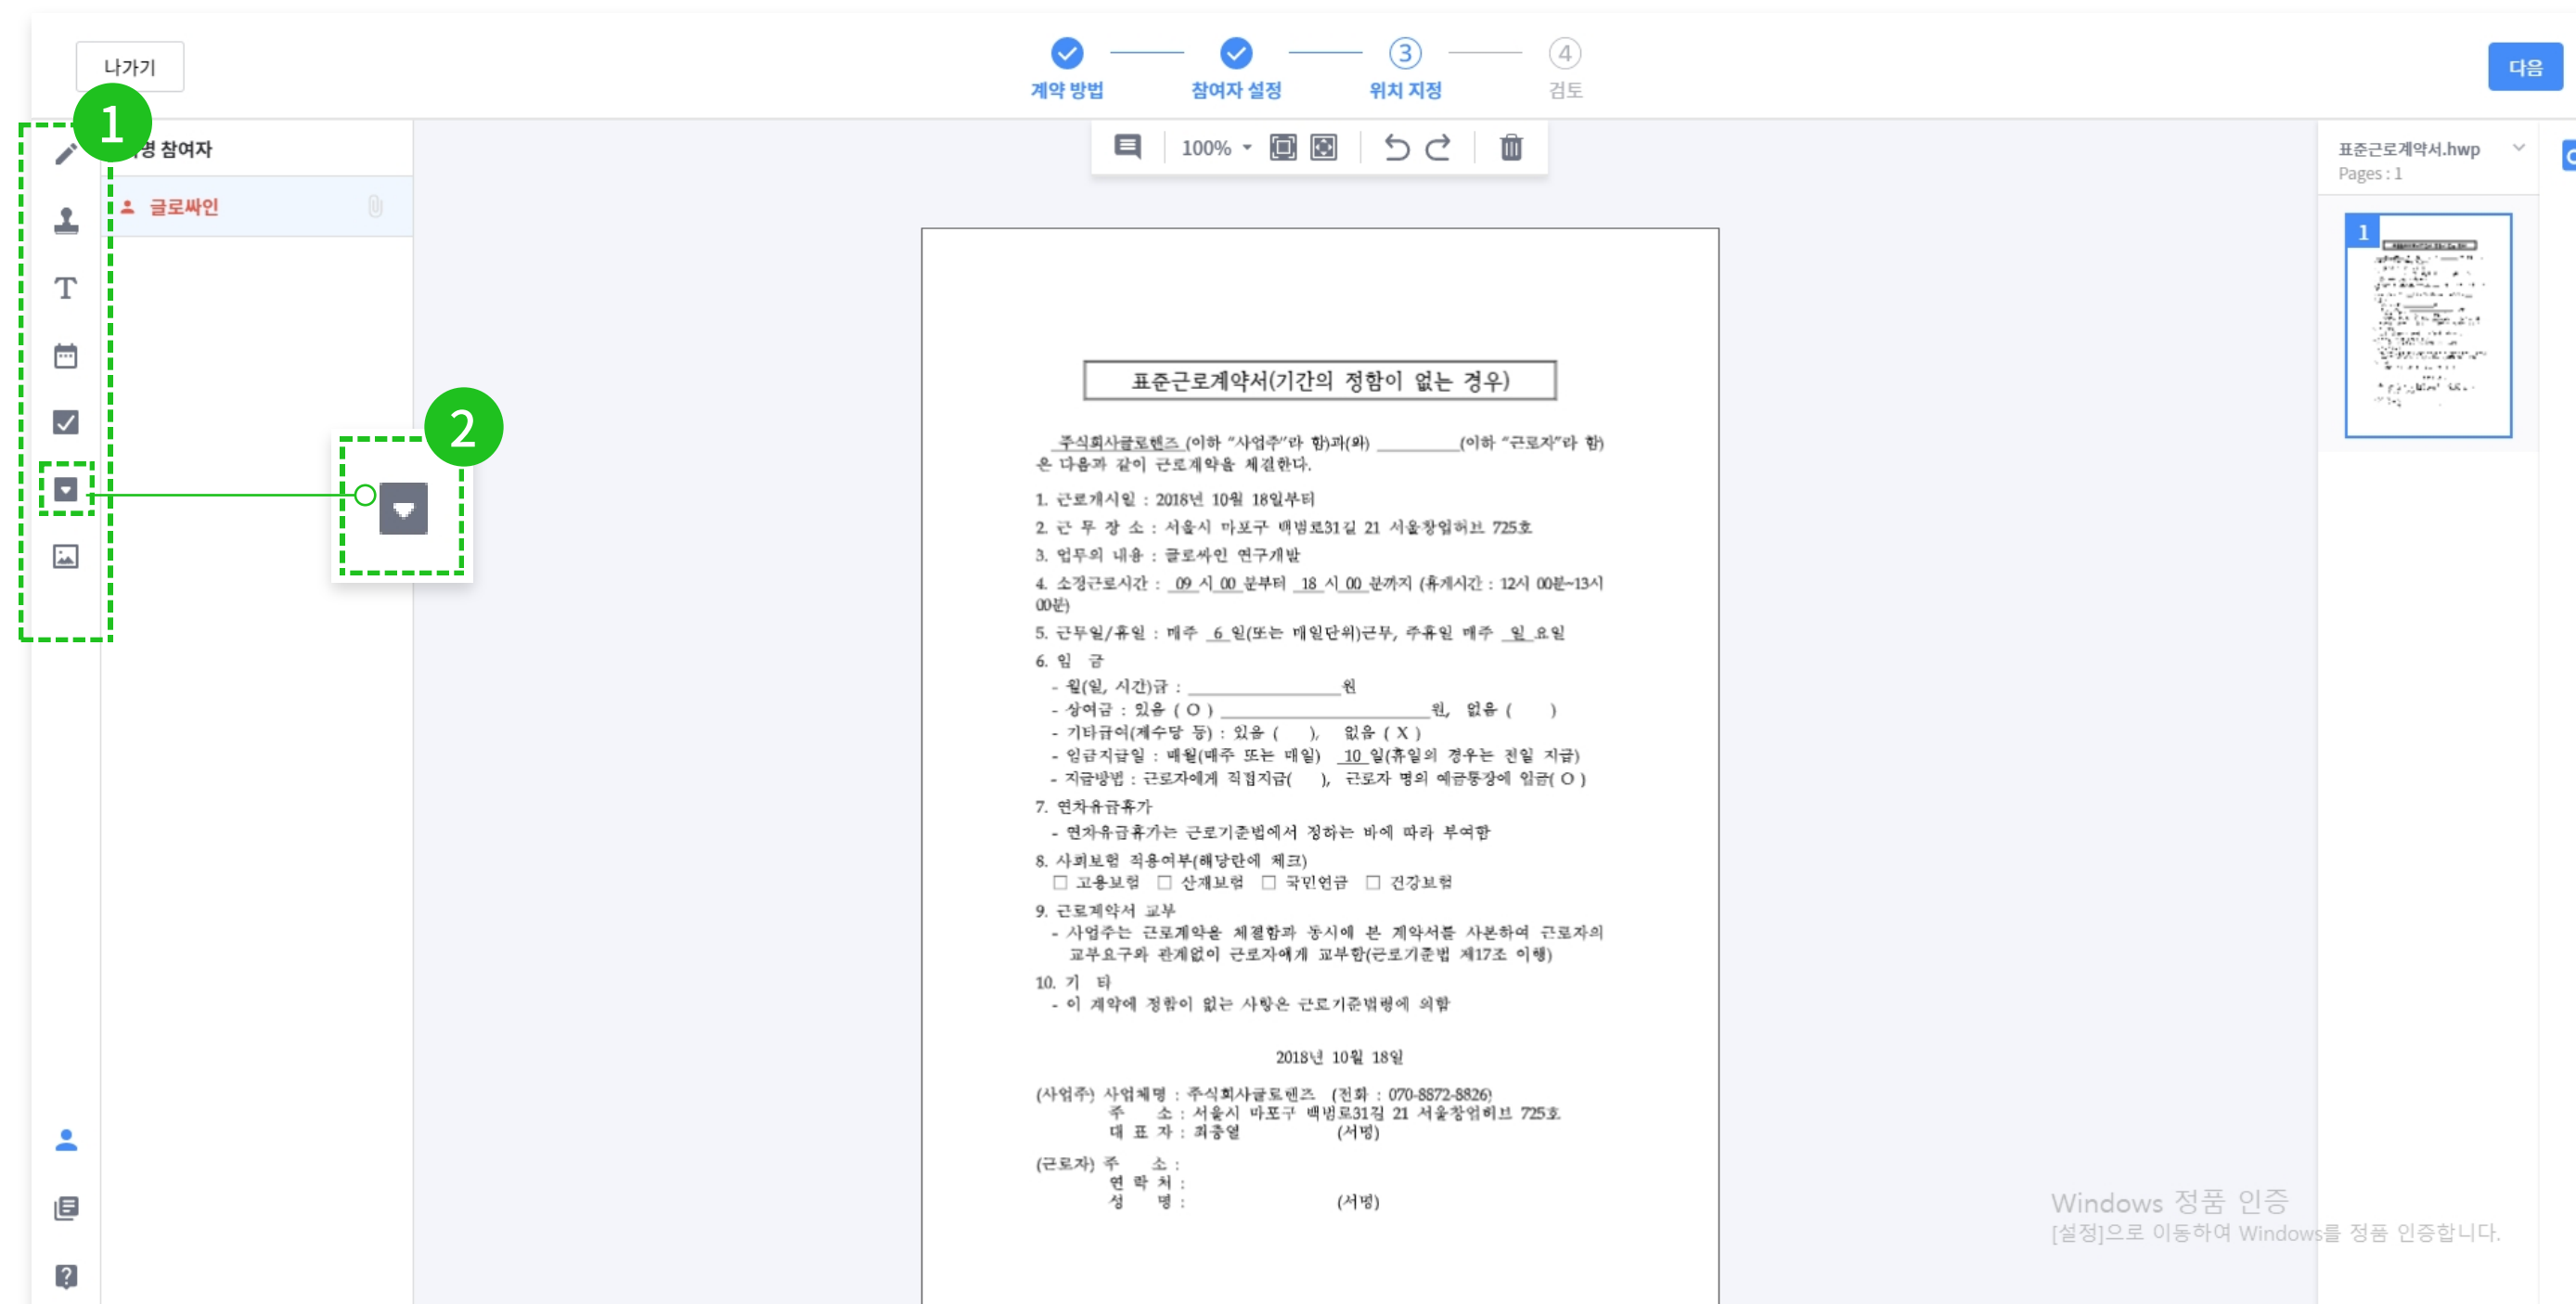 나가기
계약 방법
참여자 설정
3
위치 지정
4
검토
다음
1
명 참여자
글로싸인
100%
표준근로계약서.hwp
Pages : 1
1
2
표준근로계약서(기간의 정함이 없는 경우)
주식회사글로핸즈 (이하 “사업주”라 함)과(와) __________(이하 “근로자”라 함)
은 다음과 같이 근로계약을 체결한다.
1. 근로개시일 : 2018년 10월 18일부터
2. 근 무 장 소 : 서울시 마포구 백범로31길 21 서울창업허브 725호
3. 업무의 내용 : 글로싸인 연구개발
4. 소정근로시간 : 09 시 00 분부터 18 시 00 분까지 (휴게시간 : 12시 00분~13시
00분)
5. 근무일/휴일 : 매주 6 일(또는 매일단위)근무, 주휴일 매주 일 요일
6. 임 금
- 월(일, 시간)금 : __________________원
- 상여금 : 있음 ( O ) _________________________원, 없음 ( )
- 기타급여(제수당 등) : 있음 ( ), 없음 ( X )
- 임금지급일 : 매월(매주 또는 매일) 10 일(휴일의 경우는 전일 지급)
- 지급방법 : 근로자에게 직접지급( ), 근로자 명의 예금통장에 입금( O )
7. 연차유급휴가
- 연차유급휴가는 근로기준법에서 정하는 바에 따라 부여함
8. 사회보험 적용여부(해당란에 체크)
□ 고용보험 □ 산재보험 □ 국민연금 □ 건강보험
9. 근로계약서 교부
- 사업주는 근로계약을 체결함과 동시에 본 계약서를 사본하여 근로자의
교부요구와 관계없이 근로자에게 교부함(근로기준법 제17조 이행)
10. 기 타
- 이 계약에 정함이 없는 사항은 근로기준법령에 의함
2018년 10월 18일
(사업주) 사업체명 : 주식회사글로핸즈 (전화 : 070-8872-8826)
주 소 : 서울시 마포구 백범로31길 21 서울창업허브 725호
대 표 자 : 최충열 (서명)
(근로자) 주 소 :
연 락 처 :
성 명 : (서명)
Windows 정품 인증
[설정]으로 이동하여 Windows를 정품 인증합니다.